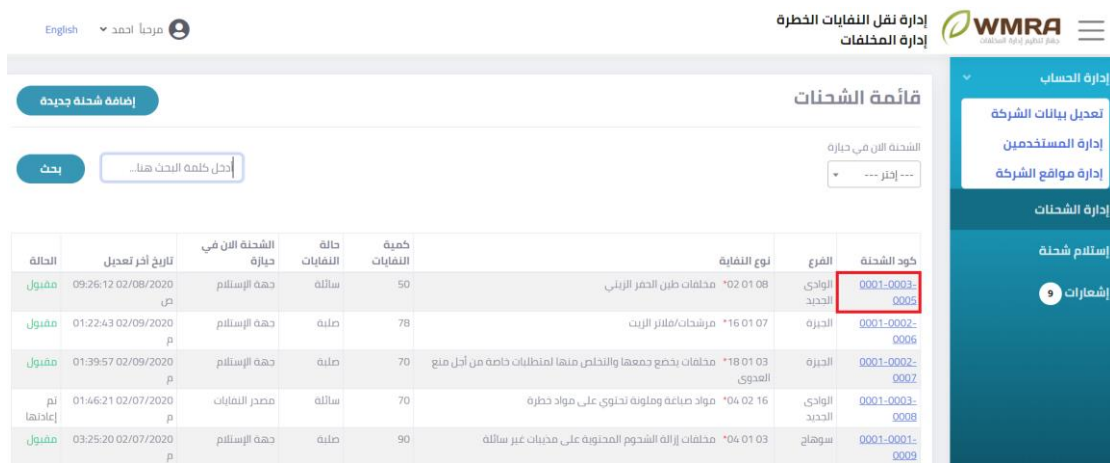 إدارة نقل النفايات الخطرة
إدارة المخلفات
WMRA
جهاز تنظيم إدارة المخلفات
مرحباً احمد
English
إدارة الحساب
تعديل بيانات الشركة
إدارة المستخدمين
إدارة مواقع الشركة
إدارة الشحنات
إستلام شحنة
إشعارات 9
قائمة الشحنات
إضافة شحنة جديدة
الشحنة الان في حيازة
--- إختر ---
أدخل كلمة البحث هنا...
بحث
كود الشحنة الفرع نوع النفاية كمية النفايات حالة النفايات الشحنة الان في حيازة تاريخ أخر تعديل الحالة
0001-0003-0005 الوادى الجديد 02 01 08* مخلفات طين الحفر الزيتي 50 سائلة جهة الإستلام 09:26:12 02/08/2020 ص مقبول
0001-0002-0006 الجيزة 16 01 07* مرشحات/فلاتر الزيت 78 صلبة جهة الإستلام 01:22:43 02/09/2020 م مقبول
0001-0002-0007 الجيزة 18 01 03* مخلفات يخضع جمعها والتخلص منها لمتطلبات خاصة من أجل منع العدوى 70 صلبة جهة الإستلام 01:39:57 02/09/2020 م مقبول
0001-0003-0008 الوادى الجديد 04 02 16* مواد صباغة وملونة تحتوي على مواد خطرة 70 سائلة مصدر النفايات 01:46:21 02/07/2020 م تم إعادتها
0001-0001-0009 سوهاج 04 01 03* مخلفات إزالة الشحوم المحتوية على مذيبات غير سائلة 90 صلبة جهة الإستلام 03:25:20 02/07/2020 م مقبول